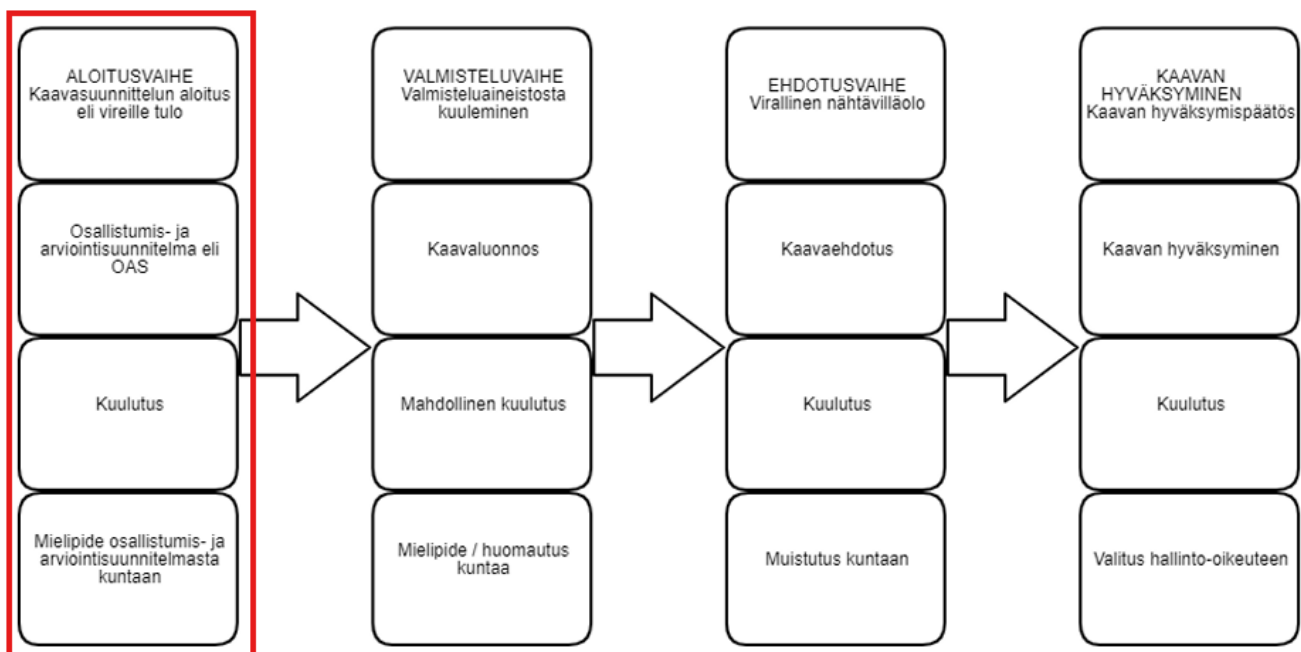 ALOITUSVAIHE
Kaavasuunnittelun aloitus
eli vireille tulo
Osallistumis- ja
arviointisuunnitelma eli
OAS
Kuulutus
Mielipide osallistumis- ja
arviointisuunnitelmasta
kuntaan
VALMISTELUVAIHE
Valmisteluaineistosta
kuuleminen
Kaavaluonnos
Mahdollinen kuulutus
Mielipide / huomautus
kuntaa
EHDOTUSVAIHE
Virallinen nähtävilläolo
Kaavaehdotus
Kuulutus
Muistutus kuntaan
KAAVAN
HYVÄKSYMINEN
Kaavan hyväksymispäätös
Kaavan hyväksyminen
Kuulutus
Valitus hallinto-oikeuteen